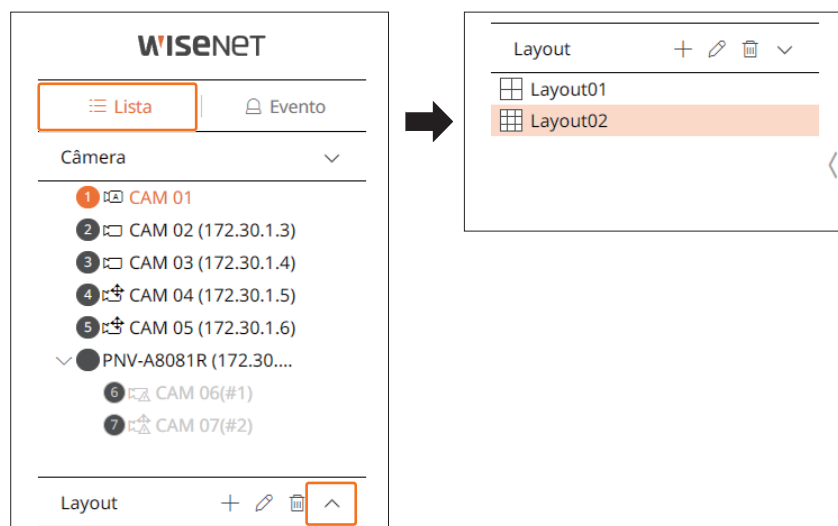 WISENET
Lista
Evento
Câmera
1 A CAM 01
2 CAM 02 (172.30.1.3)
3 CAM 03 (172.30.1.4)
4 CAM 04 (172.30.1.5)
5 CAM 05 (172.30.1.6)
PNV-A8081R (172.30....
6 CAM 06(#1)
7 CAM 07(#2)
Layout
Layout
Layout01
Layout02